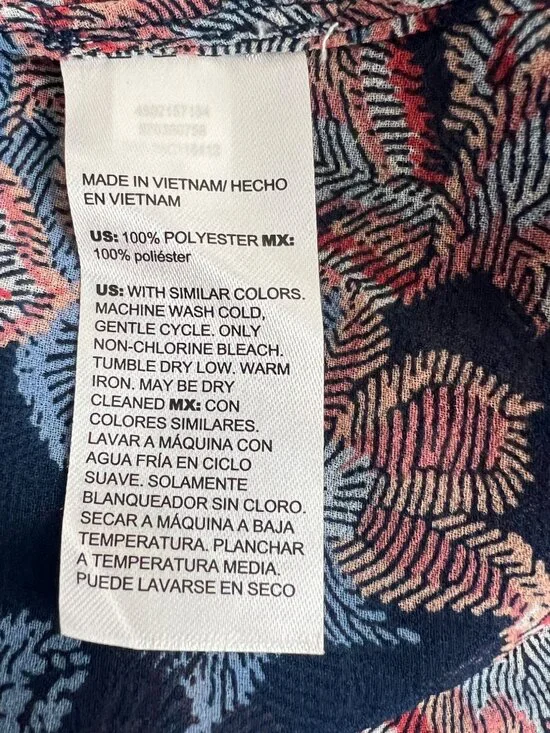 MADE IN VIETNAM/ HECHO
EN VIETNAM
US: 100% POLYESTER MX:
100% poliéster
US: WITH SIMILAR COLORS.
MACHINE WASH COLD,
GENTLE CYCLE. ONLY
NON-CHLORINE BLEACH.
TUMBLE DRY LOW. WARM
IRON. MAY BE DRY
CLEANED MX: CON
COLORES SIMILARES.
LAVAR A MÁQUINA CON
AGUA FRÍA EN CICLO
SUAVE. SOLAMENTE
BLANQUEADOR SIN CLORO.
SECAR A MÁQUINA A BAJA
TEMPERATURA. PLANCHAR
A TEMPERATURA MEDIA.
PUEDE LAVARSE EN SECO